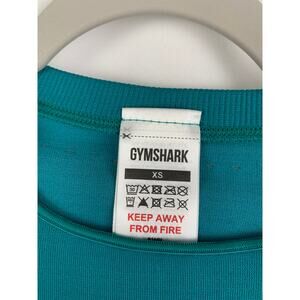 GYMSHARK
XS
KEEP AWAY
FROM FIRE